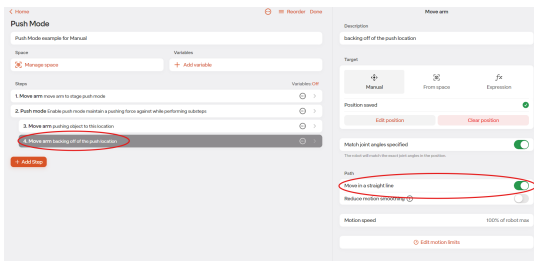 < Home
Reorder Done
Push Mode
Push Mode example for Manual
Space
Variables
Manage space
+ Add variable
Steps
Variables Off
1. Move arm move arm to stage push mode
2. Push mode Enable push mode maintain a pushing force against while performing substeps
3. Move arm pushing object to this location
4. Move arm backing off of the push location
+ Add Step
Move arm
Description
backing off of the push location
Target
Manual
From space
fx
Expression
Position saved
Edit position
Clear position
Match joint angles specified
The robot will match the exact joint angles in the position.
Path
Move in a straight line
Reduce motion smoothing
Motion speed
100% of robot max
Edit motion limits